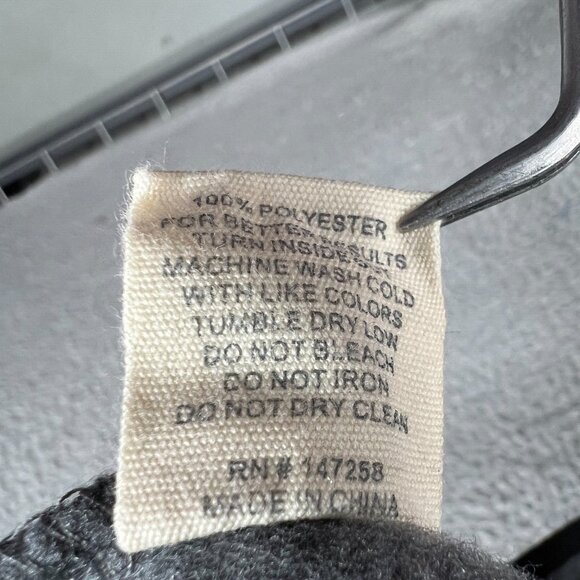 100% POLYESTER
FOR BETTER RESULTS
TURN INSIDE OUT
MACHINE WASH COLD
WITH LIKE COLORS
TUMBLE DRY LOW
DO NOT BLEACH
DO NOT IRON
DO NOT DRY CLEAN
RN # 147258
MADE IN CHINA